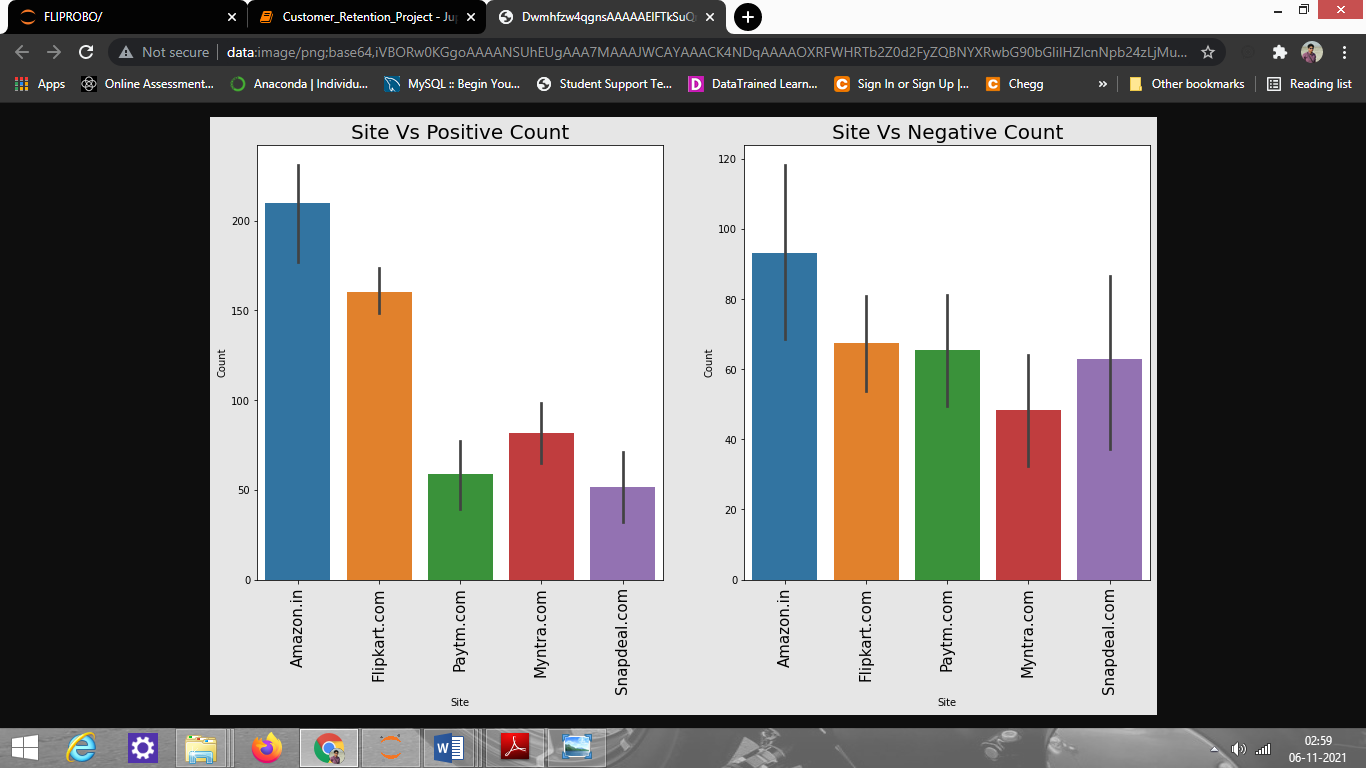 FLIPROBO/
Customer_Retention_Project - Ju
Dwmhfzw4qgnsAAAAAElFTkSuQ
Not secure
data:image/png;base64,iVBORw0KGgoAAAANSUhEUgAAA7MAAAJWCAYAAACK4NDqAAAAOXRFWHRTb2Z0d2FyZQBNYXRwbG90bGliIHZlcnNpb24zLjMu...
Apps
Online Assessment...
Anaconda | Individu...
MySQL :: Begin You...
Student Support Te...
DataTrained Learn...
Sign In or Sign Up |...
Chegg
»
Other bookmarks
Reading list
Site Vs Positive Count
200
150
100
50
0
Count
Amazon.in
Flipkart.com
Paytm.com
Myntra.com
Snapdeal.com
Site
Site Vs Negative Count
120
100
80
60
40
20
0
Count
Amazon.in
Flipkart.com
Paytm.com
Myntra.com
Snapdeal.com
Site
02:59
06-11-2021